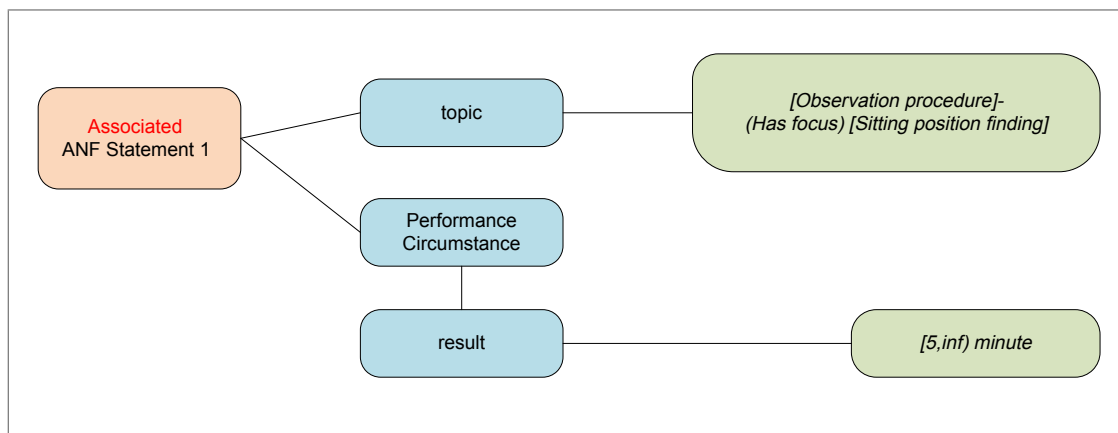 Associated
ANF Statement 1
topic
[Observation procedure]-
(Has focus) [Sitting position finding]
Performance
Circumstance
result
[5,inf) minute